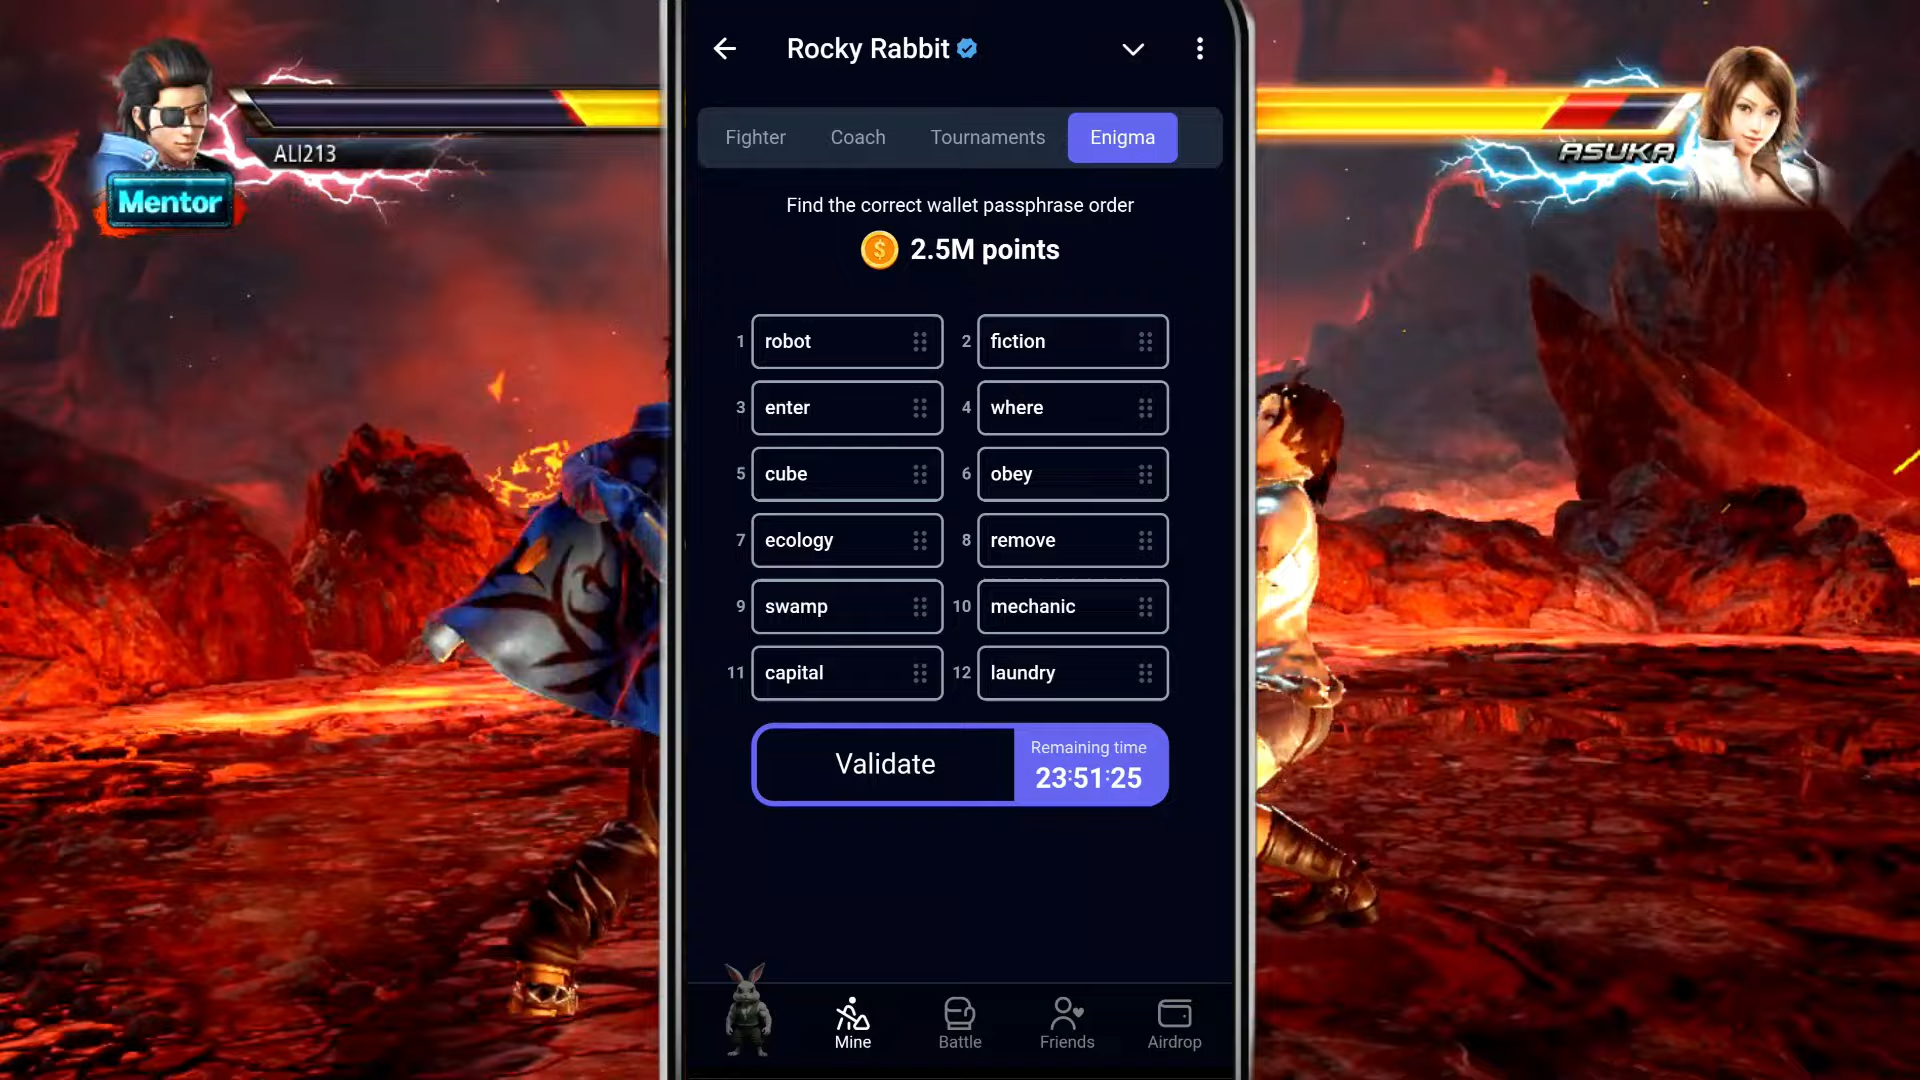 Rocky Rabbit
ALI213
Mentor
ASUKA
Fighter Coach Tournaments Enigma
Find the correct wallet passphrase order
$ 2.5M points
1 robot 2 fiction
3 enter 4 where
5 cube 6 obey
7 ecology 8 remove
9 swamp 10 mechanic
11 capital 12 laundry
Validate
Remaining time
23:51:25
Mine Battle Friends Airdrop